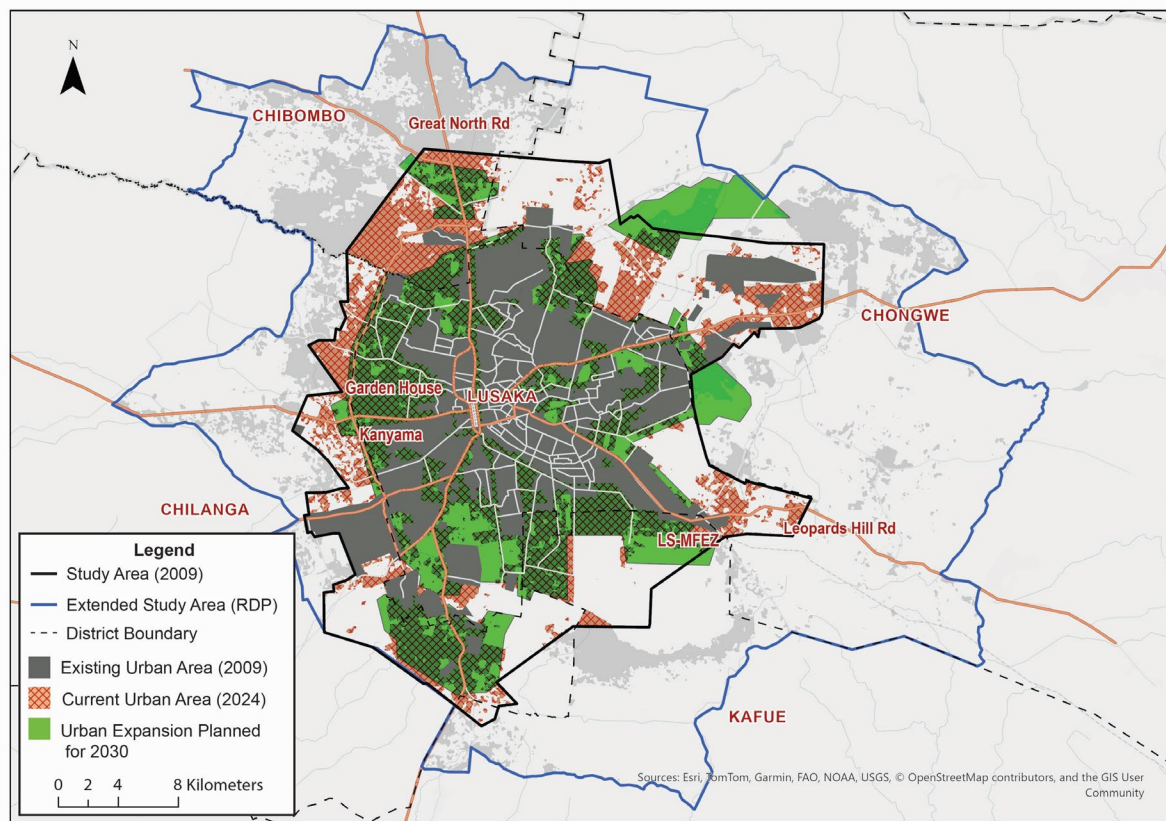 N
CHIBOMBO
Great North Rd
CHONGWE
Garden House
LUSAKA
Kanyama
CHILANGA
LS-MFEZ
Leopards Hill Rd
KAFUE
Legend
Study Area (2009)
Extended Study Area (RDP)
District Boundary
Existing Urban Area (2009)
Current Urban Area (2024)
Urban Expansion Planned
for 2030
0 4 8 Kilometers
Sources: Esri, TomTom, Garmin, FAO, NOAA, USGS, © OpenStreetMap contributors, and the GIS User
Community